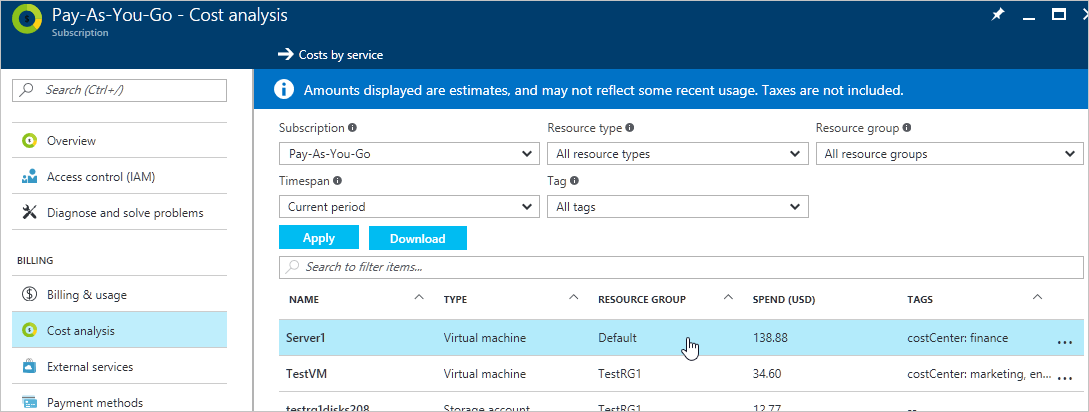 Pay-As-You-Go - Cost analysis
Subscription
Costs by service
Search (Ctrl+/)
Overview
Access control (IAM)
Diagnose and solve problems
BILLING
Billing & usage
Cost analysis
External services
Payment methods
Amounts displayed are estimates, and may not reflect some recent usage. Taxes are not included.
Subscription Resource type Resource group
Pay-As-You-Go All resource types All resource groups
Timespan Tag
Current period All tags
Apply Download
Search to filter items...
NAME TYPE RESOURCE GROUP SPEND (USD) TAGS
Server1 Virtual machine Default 138.88 costCenter: finance ...
TestVM Virtual machine TestRG1 34.60 costCenter: marketing, en... ...
testrg1disks208 Storage account TestRG1 12.77 --